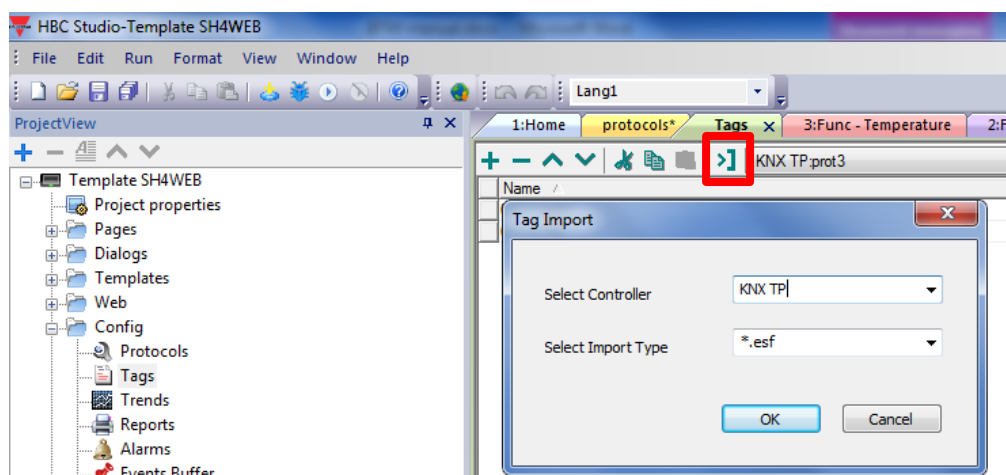 HBC Studio-Template SH4WEB
File Edit Run Format View Window Help
Lang1
ProjectView
1:Home protocols* Tags 3:Func - Temperature 2:F
KNX TP:prot3
Template SH4WEB
Project properties
Pages
Dialogs
Templates
Web
Config
Protocols
Tags
Trends
Reports
Alarms
Events Buffer
Name
Tag Import
Select Controller KNX TP
Select Import Type *.esf
OK Cancel